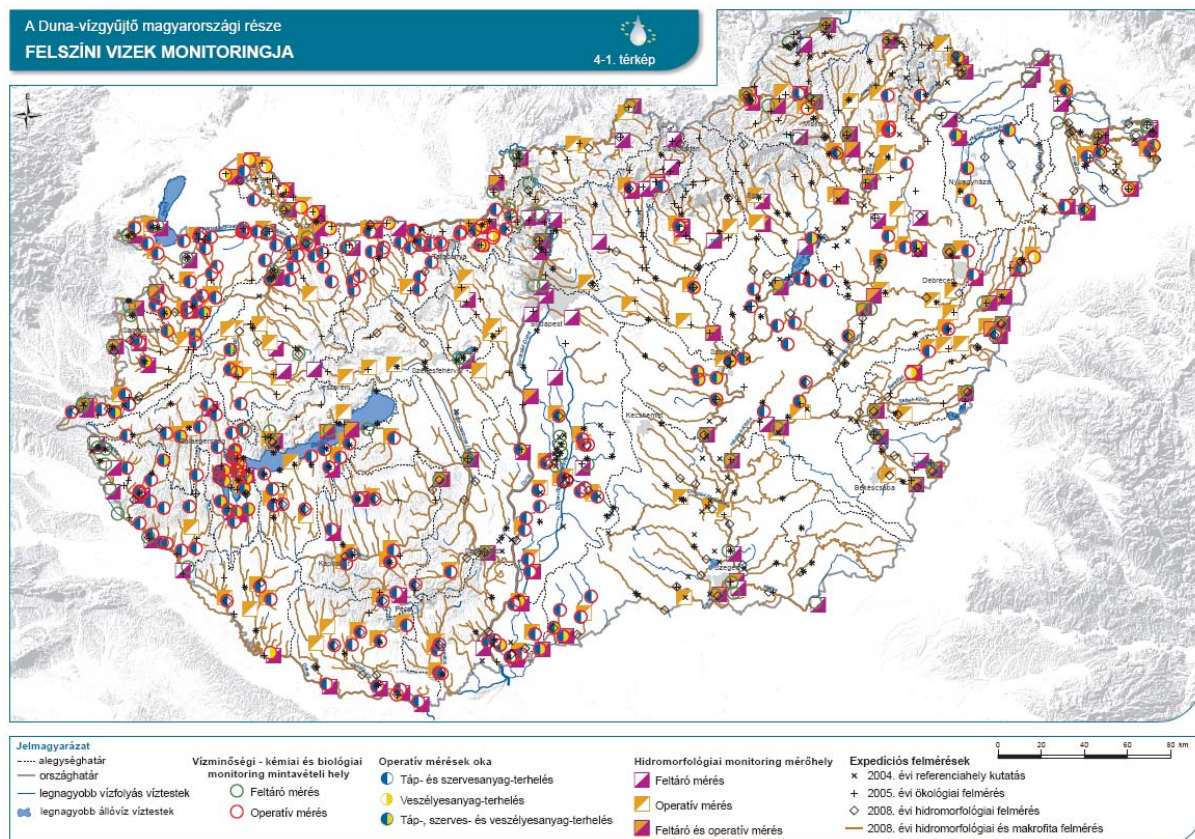 A Duna-vízgyűjtő magyarországi része
FELSZÍNI VIZEK MONITORINGJA
4-1. térkép
Nyíregyháza
Debrecen
Budapest
Tatabánya
Székesfehérvár
Veszprém
Szombathely
Zalaegerszeg
Kecskemét
Békéscsaba
Szeged
Kaposvár
Pécs
Jelmagyarázat
alegységhatár
országhatár
legnagyobb vízfolyás víztestek
legnagyobb állóvíz víztestek
Vízminőségi - kémiai és biológiai
monitoring mintavételi hely
Feltáró mérés
Operatív mérés
Operatív mérések oka
Táp- és szervesanyag-terhelés
Veszélyesanyag-terhelés
Táp-, szerves- és veszélyesanyag-terhelés
Hidromorfológiai monitoring mérőhely
Feltáró mérés
Operatív mérés
Feltáró és operatív mérés
0 20 40 60 80 km
Expedíciós felmérések
2004. évi referenciahely kutatás
2005. évi ökológiai felmérés
2008. évi hidromorfológiai felmérés
2008. évi hidromorfológiai és makrofita felmérés